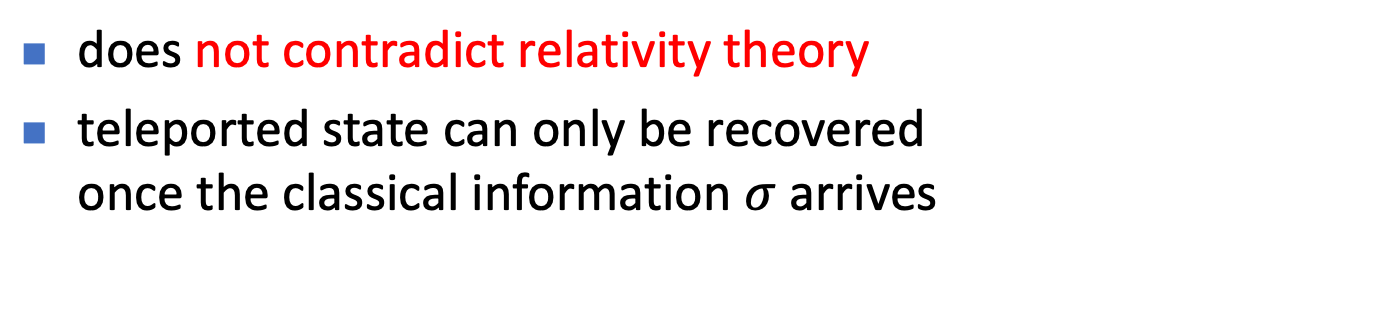 ▪ does not contradict relativity theory
▪ teleported state can only be recovered
once the classical information σ arrives